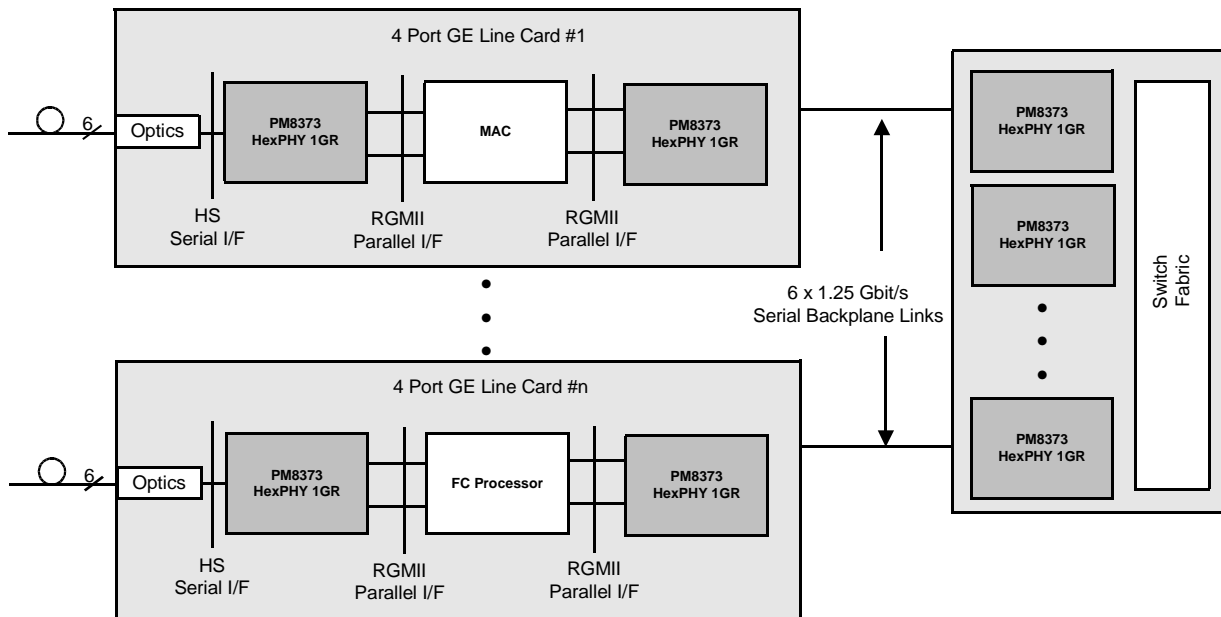 4 Port GE Line Card #1
6
Optics
PM8373
HexPHY 1GR
MAC
PM8373
HexPHY 1GR
HS
Serial I/F
RGMII
Parallel I/F
RGMII
Parallel I/F
4 Port GE Line Card #n
6
Optics
PM8373
HexPHY 1GR
FC Processor
PM8373
HexPHY 1GR
HS
Serial I/F
RGMII
Parallel I/F
RGMII
Parallel I/F
6 x 1.25 Gbit/s
Serial Backplane Links
PM8373
HexPHY 1GR
PM8373
HexPHY 1GR
PM8373
HexPHY 1GR
Switch
Fabric